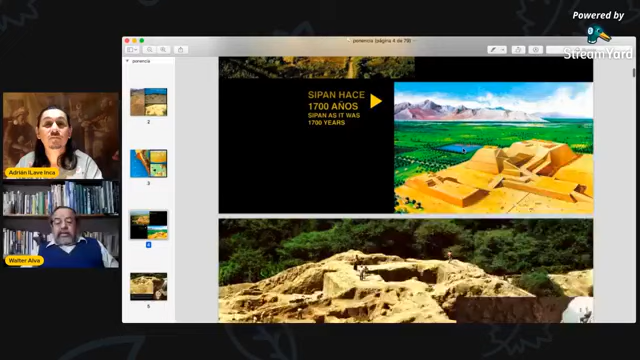 Powered by
StreamYard
ponencia (página 4 de 79)
ponencia
SIPAN HACE
1700 AÑOS
SIPAN AS IT WAS
1700 YEARS
2
3
4
5
Adrián ILave Inca
Walter Alva